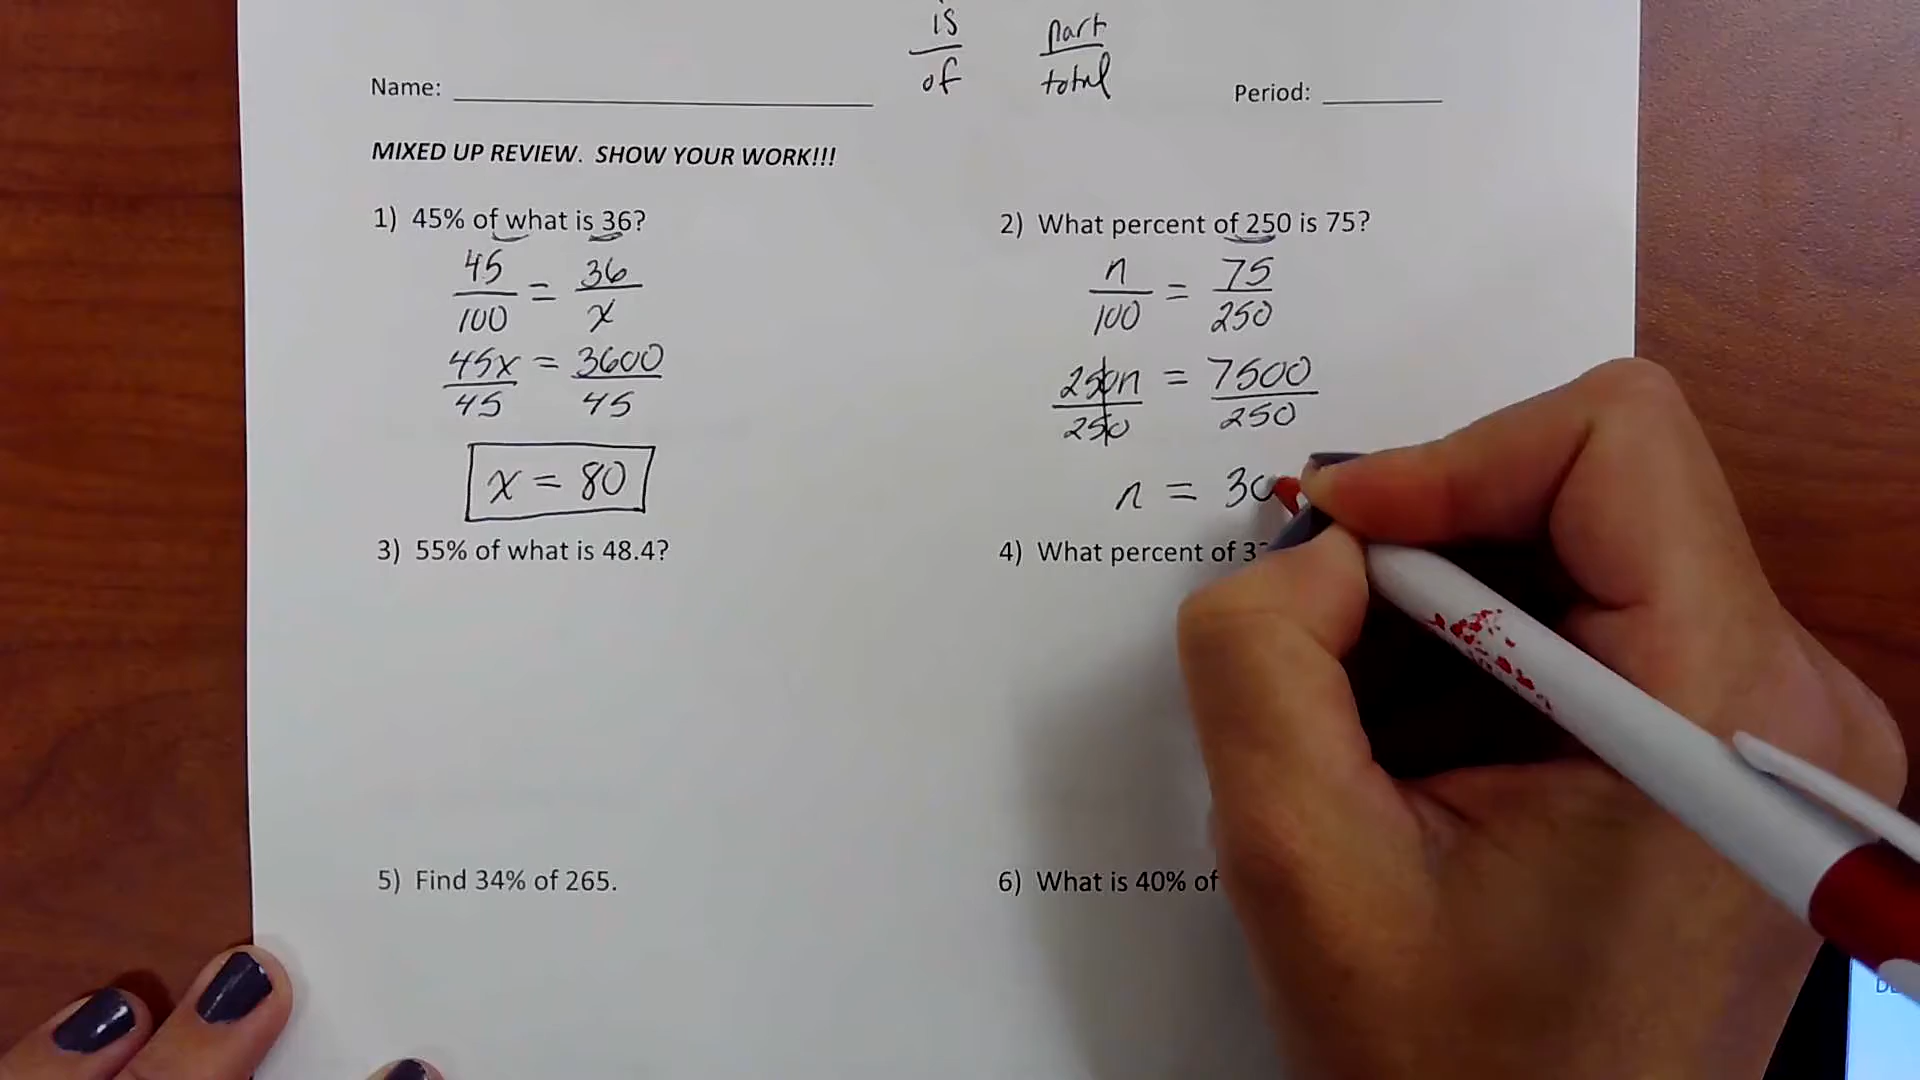 is part
of total
Name: Period:
MIXED UP REVIEW. SHOW YOUR WORK!!!
1) 45% of what is 36?
45/100 = 36/x
45x/45 = 3600/45
x = 80
2) What percent of 250 is 75?
n/100 = 75/250
250n/250 = 7500/250
n = 30
3) 55% of what is 48.4?
4) What percent of
5) Find 34% of 265.
6) What is 40% of